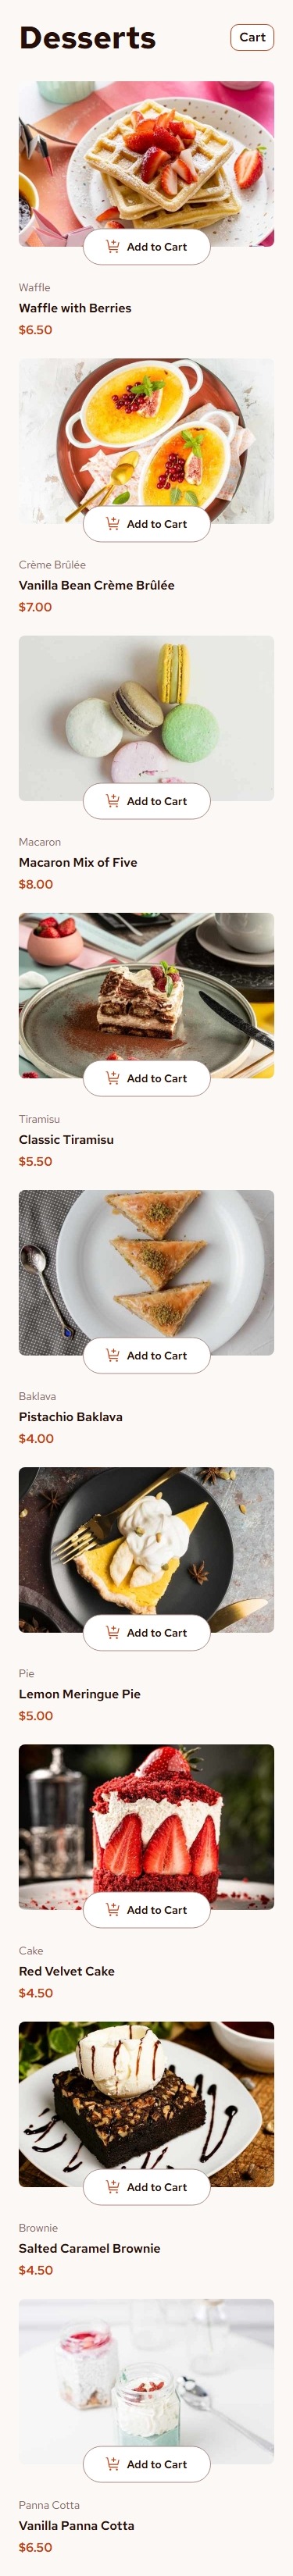 Desserts
Cart
Add to Cart
Waffle
Waffle with Berries
$6.50
Add to Cart
Crème Brûlée
Vanilla Bean Crème Brûlée
$7.00
Add to Cart
Macaron
Macaron Mix of Five
$8.00
Add to Cart
Tiramisu
Classic Tiramisu
$5.50
Add to Cart
Baklava
Pistachio Baklava
$4.00
Add to Cart
Pie
Lemon Meringue Pie
$5.00
Add to Cart
Cake
Red Velvet Cake
$4.50
Add to Cart
Brownie
Salted Caramel Brownie
$4.50
Add to Cart
Panna Cotta
Vanilla Panna Cotta
$6.50